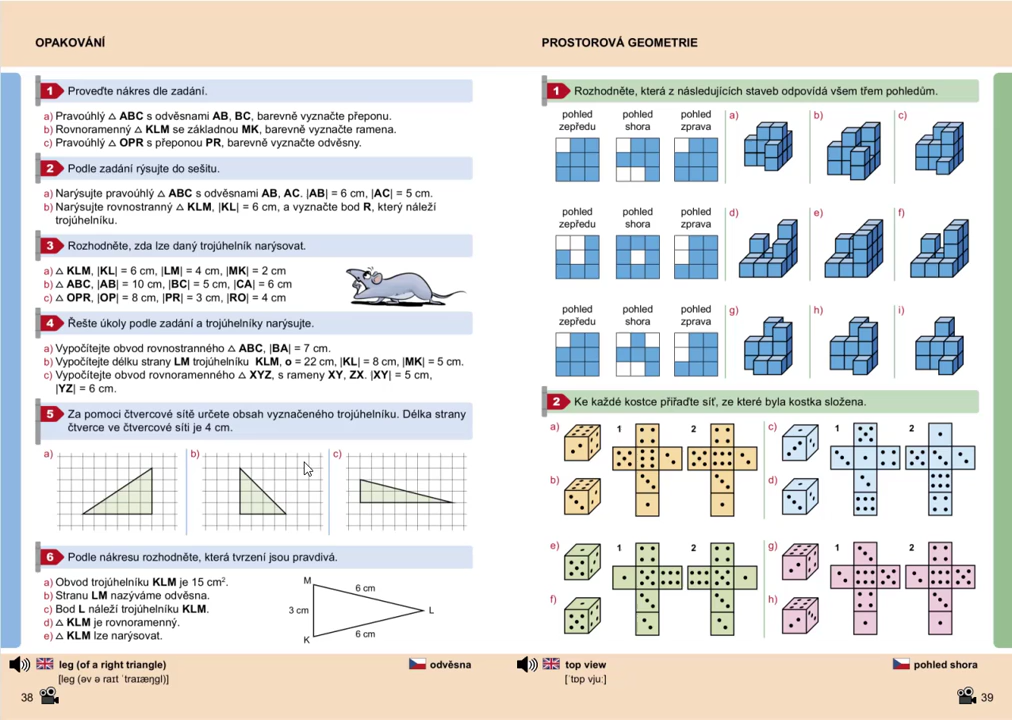 OPAKOVÁNÍ
1 Proveďte nákres dle zadání.
a) Pravoúhlý △ ABC s odvěsnami AB, BC, barevně vyznačte přeponu.
b) Rovnoramenný △ KLM se základnou MK, barevně vyznačte ramena.
c) Pravoúhlý △ OPR s přeponou PR, barevně vyznačte odvěsny.
2 Podle zadání rýsujte do sešitu.
a) Narýsujte pravoúhlý △ ABC s odvěsnami AB, AC. |AB| = 6 cm, |AC| = 5 cm.
b) Narýsujte rovnostranný △ KLM, |KL| = 6 cm, a vyznačte bod R, který náleží
trojúhelníku.
3 Rozhodněte, zda lze daný trojúhelník narýsovat.
a) △ KLM, |KL| = 6 cm, |LM| = 4 cm, |MK| = 2 cm
b) △ ABC, |AB| = 10 cm, |BC| = 5 cm, |CA| = 6 cm
c) △ OPR, |OP| = 8 cm, |PR| = 3 cm, |RO| = 4 cm
4 Řešte úkoly podle zadání a trojúhelníky narýsujte.
a) Vypočítejte obvod rovnostranného △ ABC, |BA| = 7 cm.
b) Vypočítejte délku strany LM trojúhelníku KLM, o = 22 cm, |KL| = 8 cm, |MK| = 5 cm.
c) Vypočítejte obvod rovnoramenného △ XYZ, s rameny XY, ZX. |XY| = 5 cm,
|YZ| = 6 cm.
5 Za pomoci čtvercové sítě určete obsah vyznačeného trojúhelníku. Délka strany
čtverce ve čtvercové síti je 4 cm.
a) b) c)
6 Podle nákresu rozhodněte, která tvrzení jsou pravdivá.
a) Obvod trojúhelníku KLM je 15 cm².
b) Stranu LM nazýváme odvěsna.
c) Bod L náleží trojúhelníku KLM.
d) △ KLM je rovnoramenný.
e) △ KLM lze narýsovat.
M
6 cm
3 cm
L
6 cm
K
leg (of a right triangle)
[leg (əv ə raɪt ˈtraɪæŋgl)]
odvěsna
38
PROSTOROVÁ GEOMETRIE
1 Rozhodněte, která z následujících staveb odpovídá všem třem pohledům.
pohled zepředu
pohled shora
pohled zprava
a) b) c)
pohled zepředu
pohled shora
pohled zprava
d) e) f)
pohled zepředu
pohled shora
pohled zprava
g) h) i)
2 Ke každé kostce přiřaďte síť, ze které byla kostka složena.
a) 1 2
b)
c) 1 2
d)
e) 1 2
f)
g) 1 2
h)
top view
[ˈtɒp vjuː]
pohled shora
39